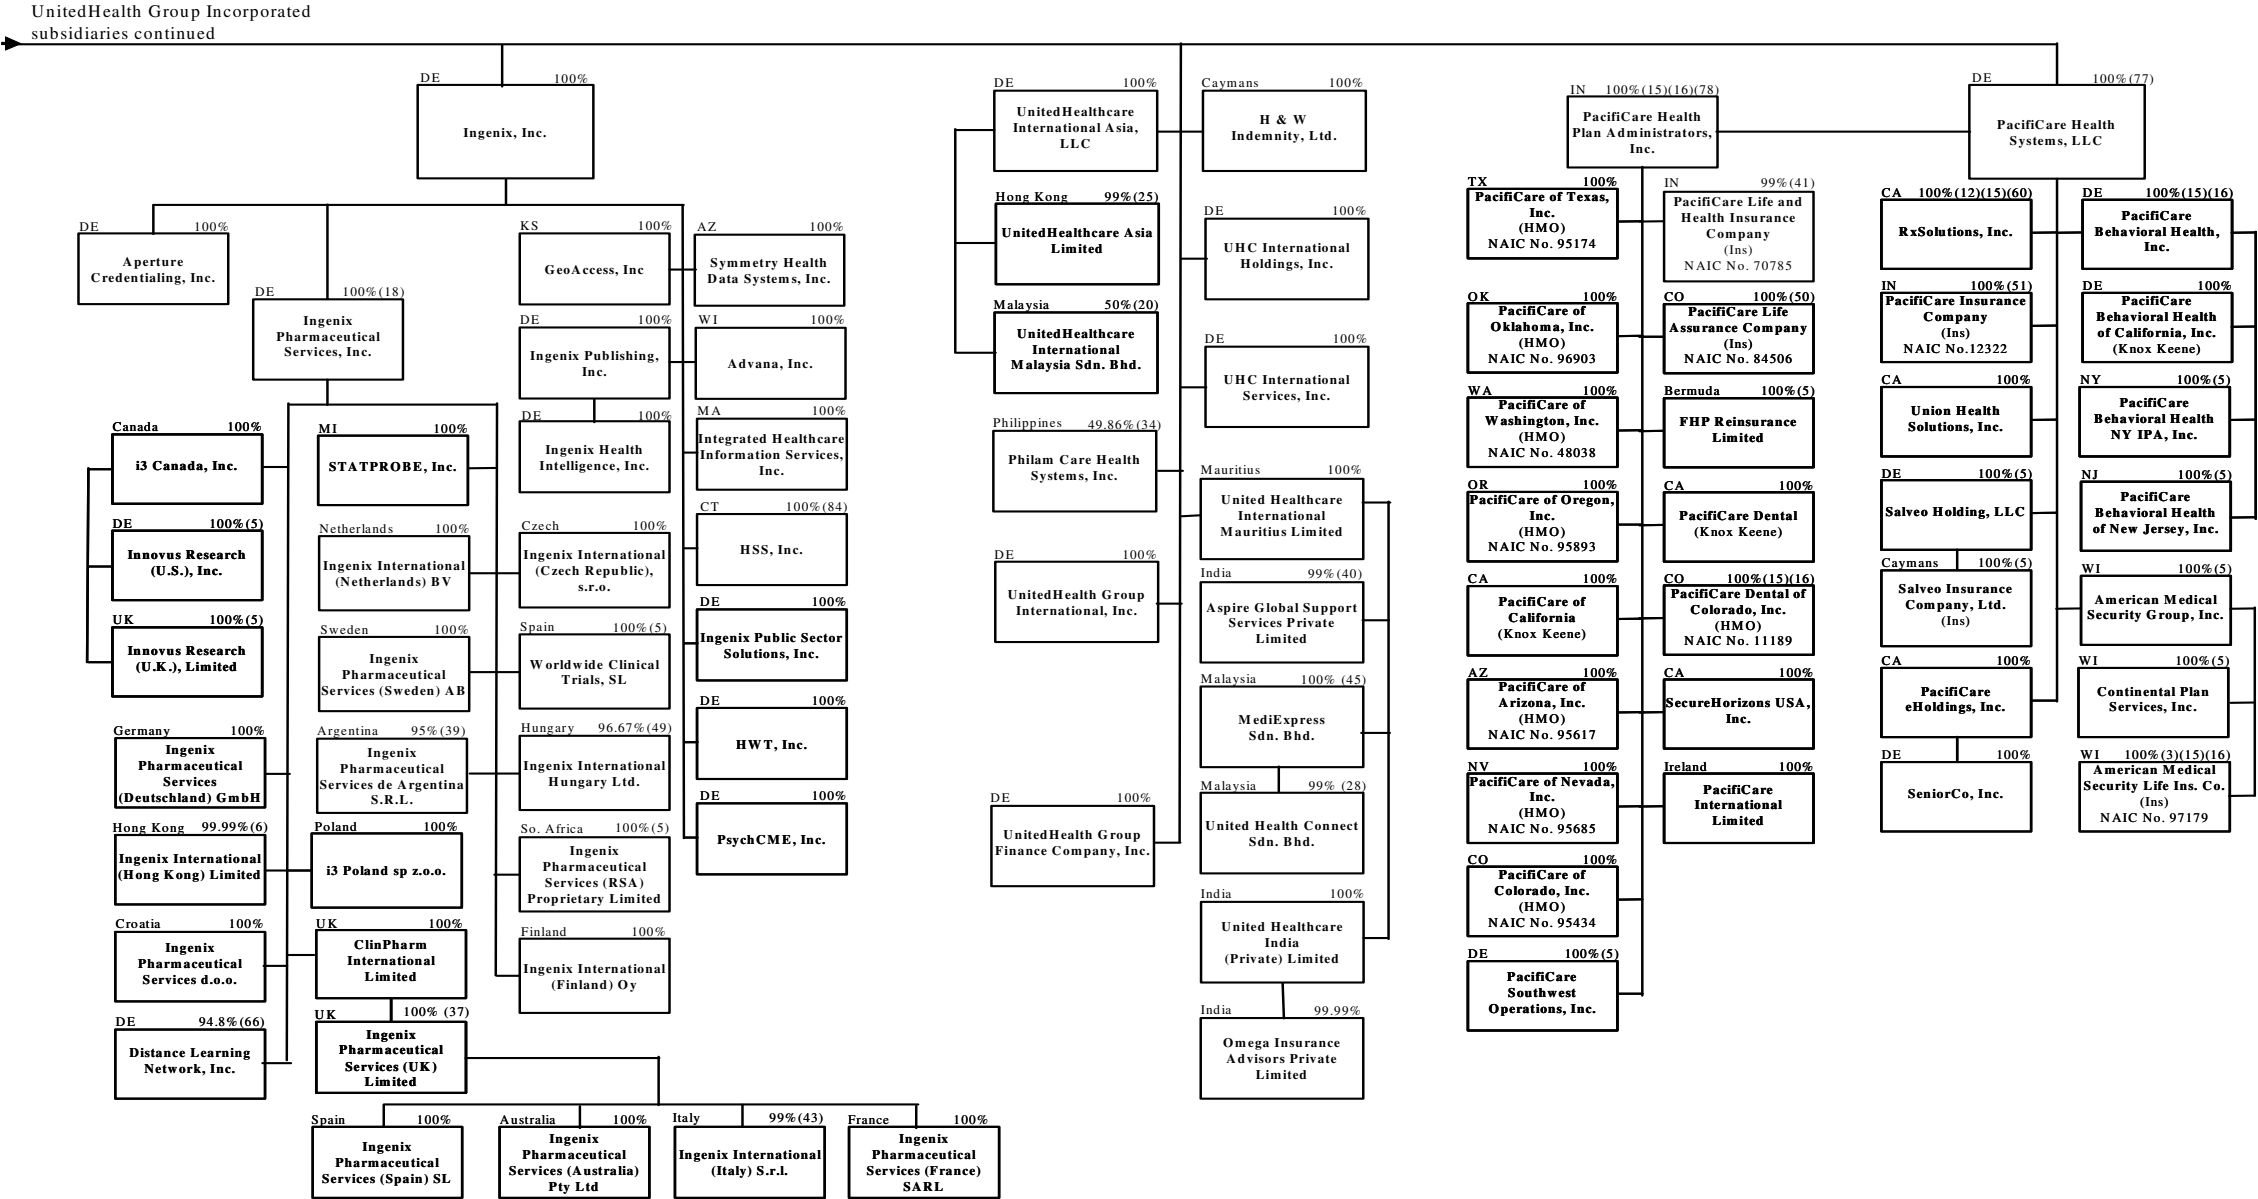 UnitedHealth Group Incorporated
subsidiaries continued
DE 100%
Ingenix, Inc.
DE 100%
Aperture
Credentialing, Inc.
DE 100%(18)
Ingenix
Pharmaceutical
Services, Inc.
KS 100%
GeoAccess, Inc
AZ 100%
Symmetry Health
Data Systems, Inc.
DE 100%
Ingenix Publishing,
Inc.
WI 100%
Advana, Inc.
DE 100%
Ingenix Health
Intelligence, Inc.
MA 100%
Integrated Healthcare
Information Services,
Inc.
CT 100%(84)
HSS, Inc.
DE 100%
Ingenix Public Sector
Solutions, Inc.
DE 100%
HWT, Inc.
DE 100%
PsychCME, Inc.
Canada 100%
i3 Canada, Inc.
DE 100%(5)
Innovus Research
(U.S.), Inc.
UK 100%(5)
Innovus Research
(U.K.), Limited
MI 100%
STATPROBE, Inc.
Netherlands 100%
Ingenix International
(Netherlands) BV
Czech 100%
Ingenix International
(Czech Republic),
s.r.o.
Sweden 100%
Ingenix
Pharmaceutical
Services (Sweden) AB
Spain 100%(5)
Worldwide Clinical
Trials, SL
Germany 100%
Ingenix
Pharmaceutical
Services
(Deutschland) GmbH
Argentina 95%(39)
Ingenix
Pharmaceutical
Services de Argentina
S.R.L.
Hungary 96.67%(49)
Ingenix International
Hungary Ltd.
Hong Kong 99.99%(6)
Ingenix International
(Hong Kong) Limited
Poland 100%
i3 Poland sp z.o.o.
So. Africa 100%(5)
Ingenix
Pharmaceutical
Services (RSA)
Proprietary Limited
Croatia 100%
Ingenix
Pharmaceutical
Services d.o.o.
UK 100%
ClinPharm
International
Limited
Finland 100%
Ingenix International
(Finland) Oy
DE 94.8%(66)
Distance Learning
Network, Inc.
UK 100% (37)
Ingenix
Pharmaceutical
Services (UK)
Limited
Spain 100%
Ingenix
Pharmaceutical
Services (Spain) SL
Australia 100%
Ingenix
Pharmaceutical
Services (Australia)
Pty Ltd
Italy 99%(43)
Ingenix International
(Italy) S.r.l.
France 100%
Ingenix
Pharmaceutical
Services (France)
SARL
DE 100%
UnitedHealthcare
International Asia,
LLC
Caymans 100%
H & W
Indemnity, Ltd.
Hong Kong 99%(25)
UnitedHealthcare Asia
Limited
DE 100%
UHC International
Holdings, Inc.
Malaysia 50%(20)
UnitedHealthcare
International
Malaysia Sdn. Bhd.
DE 100%
UHC International
Services, Inc.
Philippines 49.86%(34)
Philam Care Health
Systems, Inc.
Mauritius 100%
United Healthcare
International
Mauritius Limited
DE 100%
UnitedHealth Group
International, Inc.
India 99%(40)
Aspire Global Support
Services Private
Limited
Malaysia 100% (45)
MediExpress
Sdn. Bhd.
DE 100%
UnitedHealth Group
Finance Company, Inc.
Malaysia 99% (28)
United Health Connect
Sdn. Bhd.
India 100%
United Healthcare
India
(Private) Limited
India 99.99%
Omega Insurance
Advisors Private
Limited
IN 100%(15)(16)(78)
PacifiCare Health
Plan Administrators,
Inc.
DE 100%(77)
PacifiCare Health
Systems, LLC
TX 100%
PacifiCare of Texas,
Inc.
(HMO)
NAIC No. 95174
IN 99%(41)
PacifiCare Life and
Health Insurance
Company
(Ins)
NAIC No. 70785
OK 100%
PacifiCare of
Oklahoma, Inc.
(HMO)
NAIC No. 96903
CO 100%(50)
PacifiCare Life
Assurance Company
(Ins)
NAIC No. 84506
WA 100%
PacifiCare of
Washington, Inc.
(HMO)
NAIC No. 48038
Bermuda 100%(5)
FHP Reinsurance
Limited
OR 100%
PacifiCare of Oregon,
Inc.
(HMO)
NAIC No. 95893
CA 100%
PacifiCare Dental
(Knox Keene)
CA 100%
PacifiCare of
California
(Knox Keene)
CO 100%(15)(16)
PacifiCare Dental of
Colorado, Inc.
(HMO)
NAIC No. 11189
AZ 100%
PacifiCare of
Arizona, Inc.
(HMO)
NAIC No. 95617
CA 100%
SecureHorizons USA,
Inc.
NV 100%
PacifiCare of Nevada,
Inc.
(HMO)
NAIC No. 95685
Ireland 100%
PacifiCare
International
Limited
CO 100%
PacifiCare of
Colorado, Inc.
(HMO)
NAIC No. 95434
DE 100%(5)
PacifiCare
Southwest
Operations, Inc.
CA 100%(12)(15)(60)
RxSolutions, Inc.
DE 100%(15)(16)
PacifiCare
Behavioral Health,
Inc.
IN 100%(51)
PacifiCare Insurance
Company
(Ins)
NAIC No.12322
DE 100%
PacifiCare
Behavioral Health
of California, Inc.
(Knox Keene)
CA 100%
Union Health
Solutions, Inc.
NY 100%(5)
PacifiCare
Behavioral Health
NY IPA, Inc.
DE 100%(5)
Salveo Holding, LLC
NJ 100%(5)
PacifiCare
Behavioral Health
of New Jersey, Inc.
Caymans 100%(5)
Salveo Insurance
Company, Ltd.
(Ins)
WI 100%(5)
American Medical
Security Group, Inc.
CA 100%
PacifiCare
eHoldings, Inc.
WI 100%(5)
Continental Plan
Services, Inc.
DE 100%
SeniorCo, Inc.
WI 100%(3)(15)(16)
American Medical
Security Life Ins. Co.
(Ins)
NAIC No. 97179